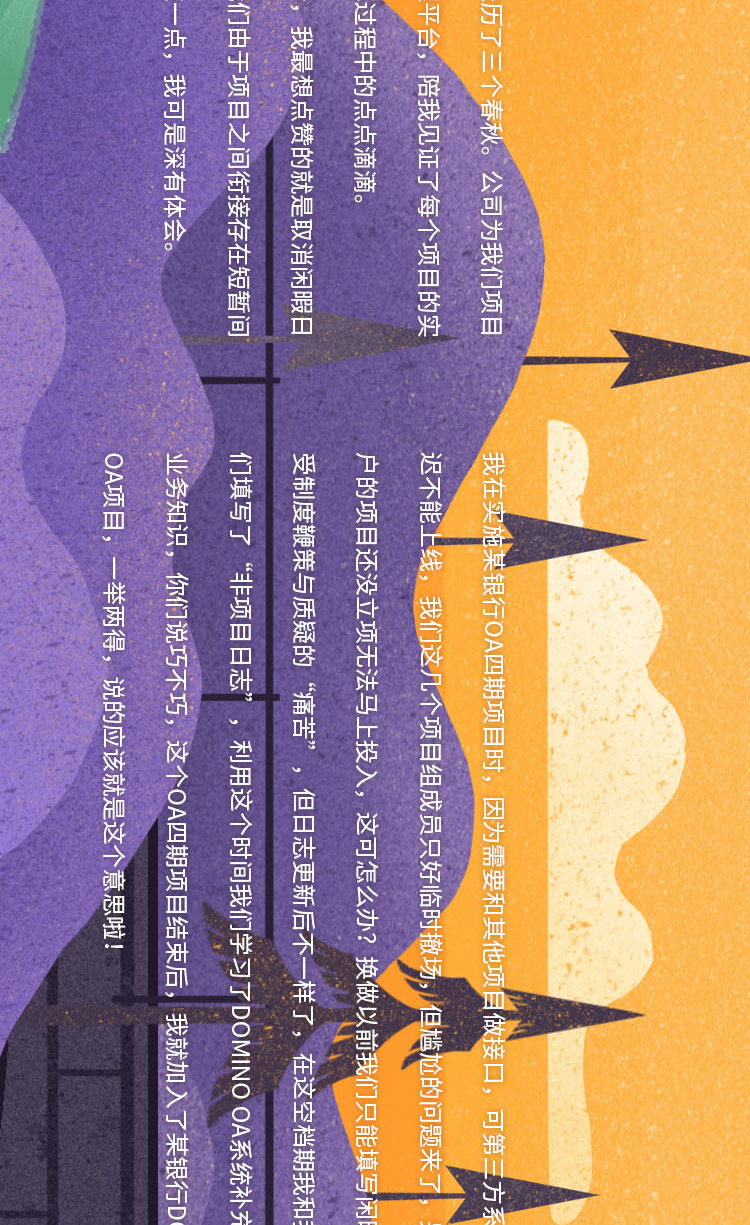 历了三个春秋。公司为我们项目
平台，陪我见证了每个项目的实
过程中的点点滴滴。
，我最想点赞的就是取消闲暇日
们由于项目之间衔接存在短暂间
一点，我可是深有体会。
我在实施某银行OA四期项目时，因为需要和其他项目做接口，可第三方系
迟不能上线，我们这几个项目组成员只好临时撤场，但尴尬的问题来了，
户的项目还没立项无法马上投入，这可怎么办？换做以前我们只能填写闲
受制度鞭策与质疑的“痛苦”，但日志更新后不一样了，在这空档期我和
们填写了“非项目日志”，利用这个时间我们学习了DOMINO OA系统补充
业务知识，你们说巧不巧，这个OA四期项目结束后，我就加入了某银行DO
OA项目，一举两得，说的应该就是这个意思啦！